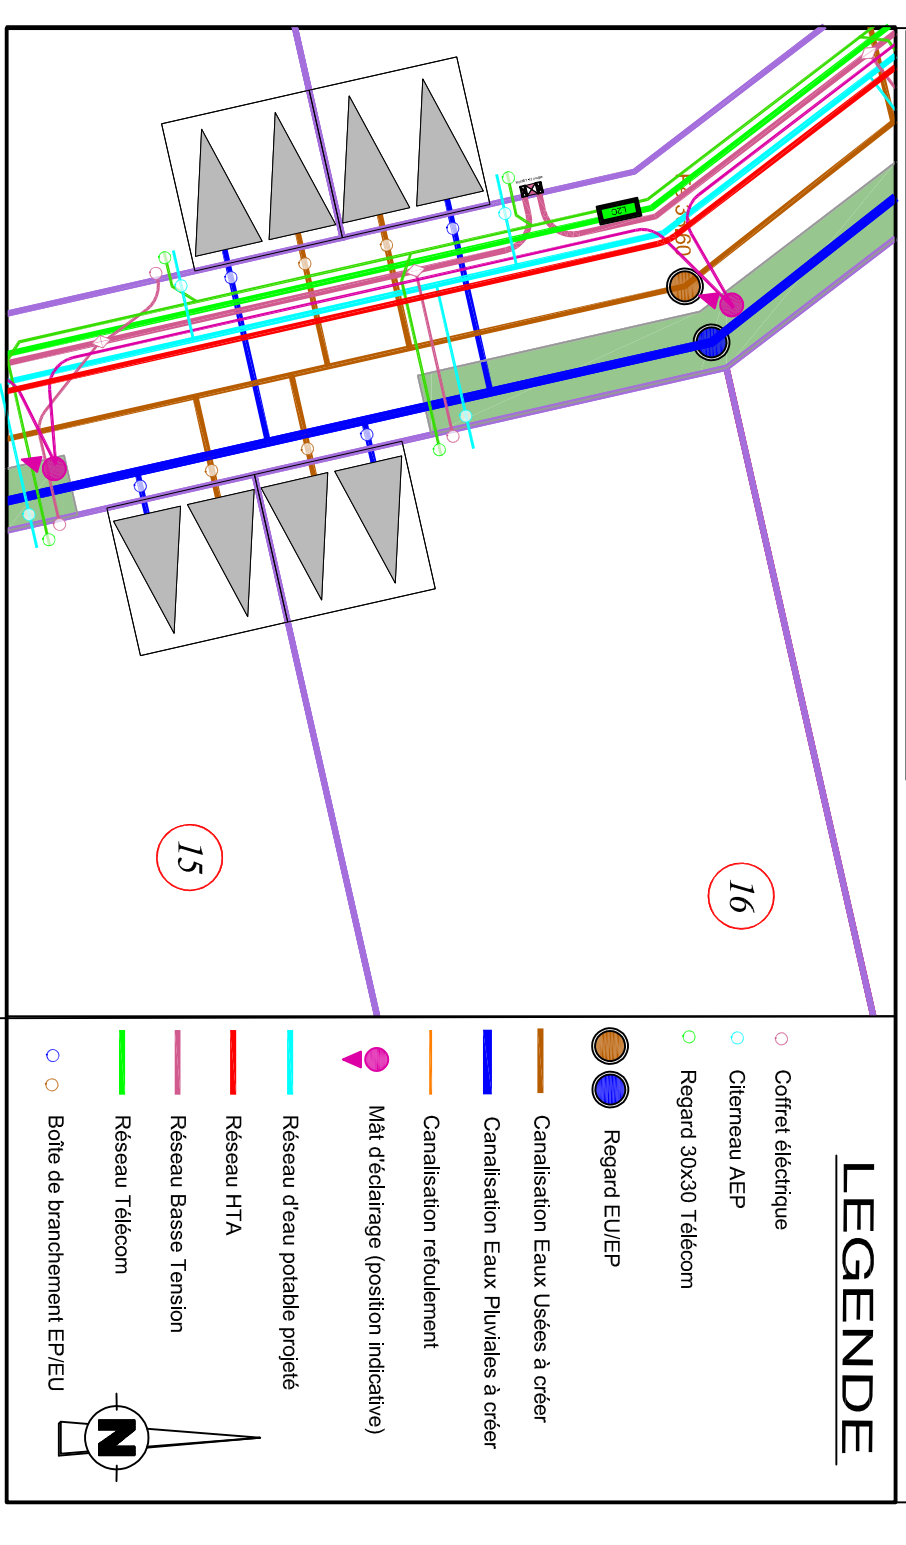 LEGENDE
Coffret éléctrique
Citerneau AEP
Regard 30x30 Télécom
Regard EU/EP
Canalisation Eaux Usées à créer
Canalisation Eaux Pluviales à créer
Canalisation refoulement
Mât d'éclairage (position indicative)
Réseau d'eau potable projeté
Réseau HTA
Réseau Basse Tension
Réseau Télécom
Boîte de branchement EP/EU
N
16
15
L2C